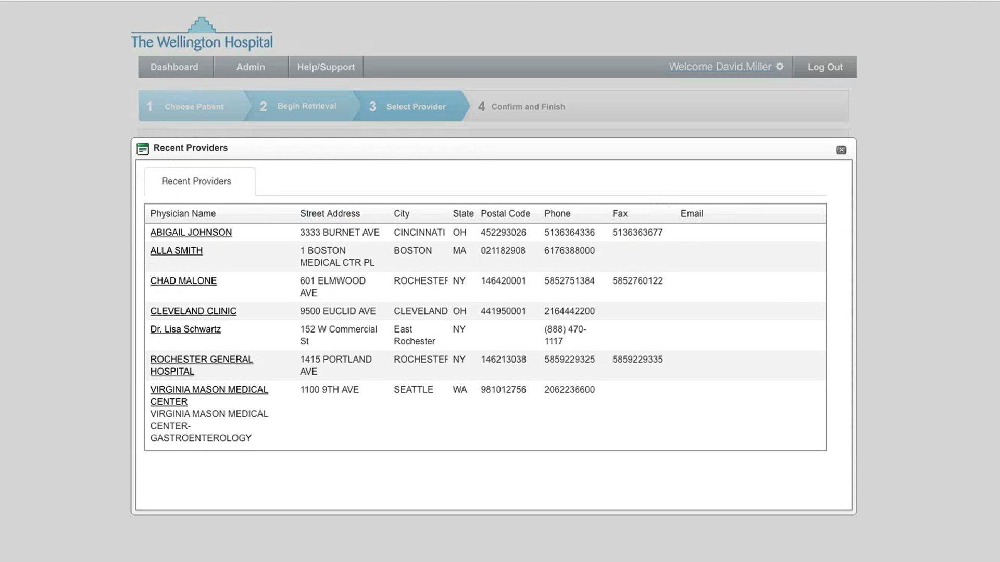 The Wellington Hospital
Dashboard Admin Help/Support Welcome David.Miller Log Out
1 Choose Patient 2 Begin Retrieval 3 Select Provider 4 Confirm and Finish
Recent Providers
Recent Providers
Physician Name Street Address City State Postal Code Phone Fax Email
ABIGAIL JOHNSON 3333 BURNET AVE CINCINNATI OH 452293026 5136364336 5136363677
ALLA SMITH 1 BOSTON BOSTON MA 021182908 6176388000
MEDICAL CTR PL
CHAD MALONE 601 ELMWOOD ROCHESTER NY 146420001 5852751384 5852760122
AVE
CLEVELAND CLINIC 9500 EUCLID AVE CLEVELAND OH 441950001 2164442200
Dr. Lisa Schwartz 152 W Commercial East NY (888) 470-
St Rochester 1117
ROCHESTER GENERAL 1415 PORTLAND ROCHESTER NY 146213038 5859229325 5859229335
HOSPITAL AVE
VIRGINIA MASON MEDICAL 1100 9TH AVE SEATTLE WA 981012756 2062236600
CENTER
VIRGINIA MASON MEDICAL
CENTER-
GASTROENTEROLOGY